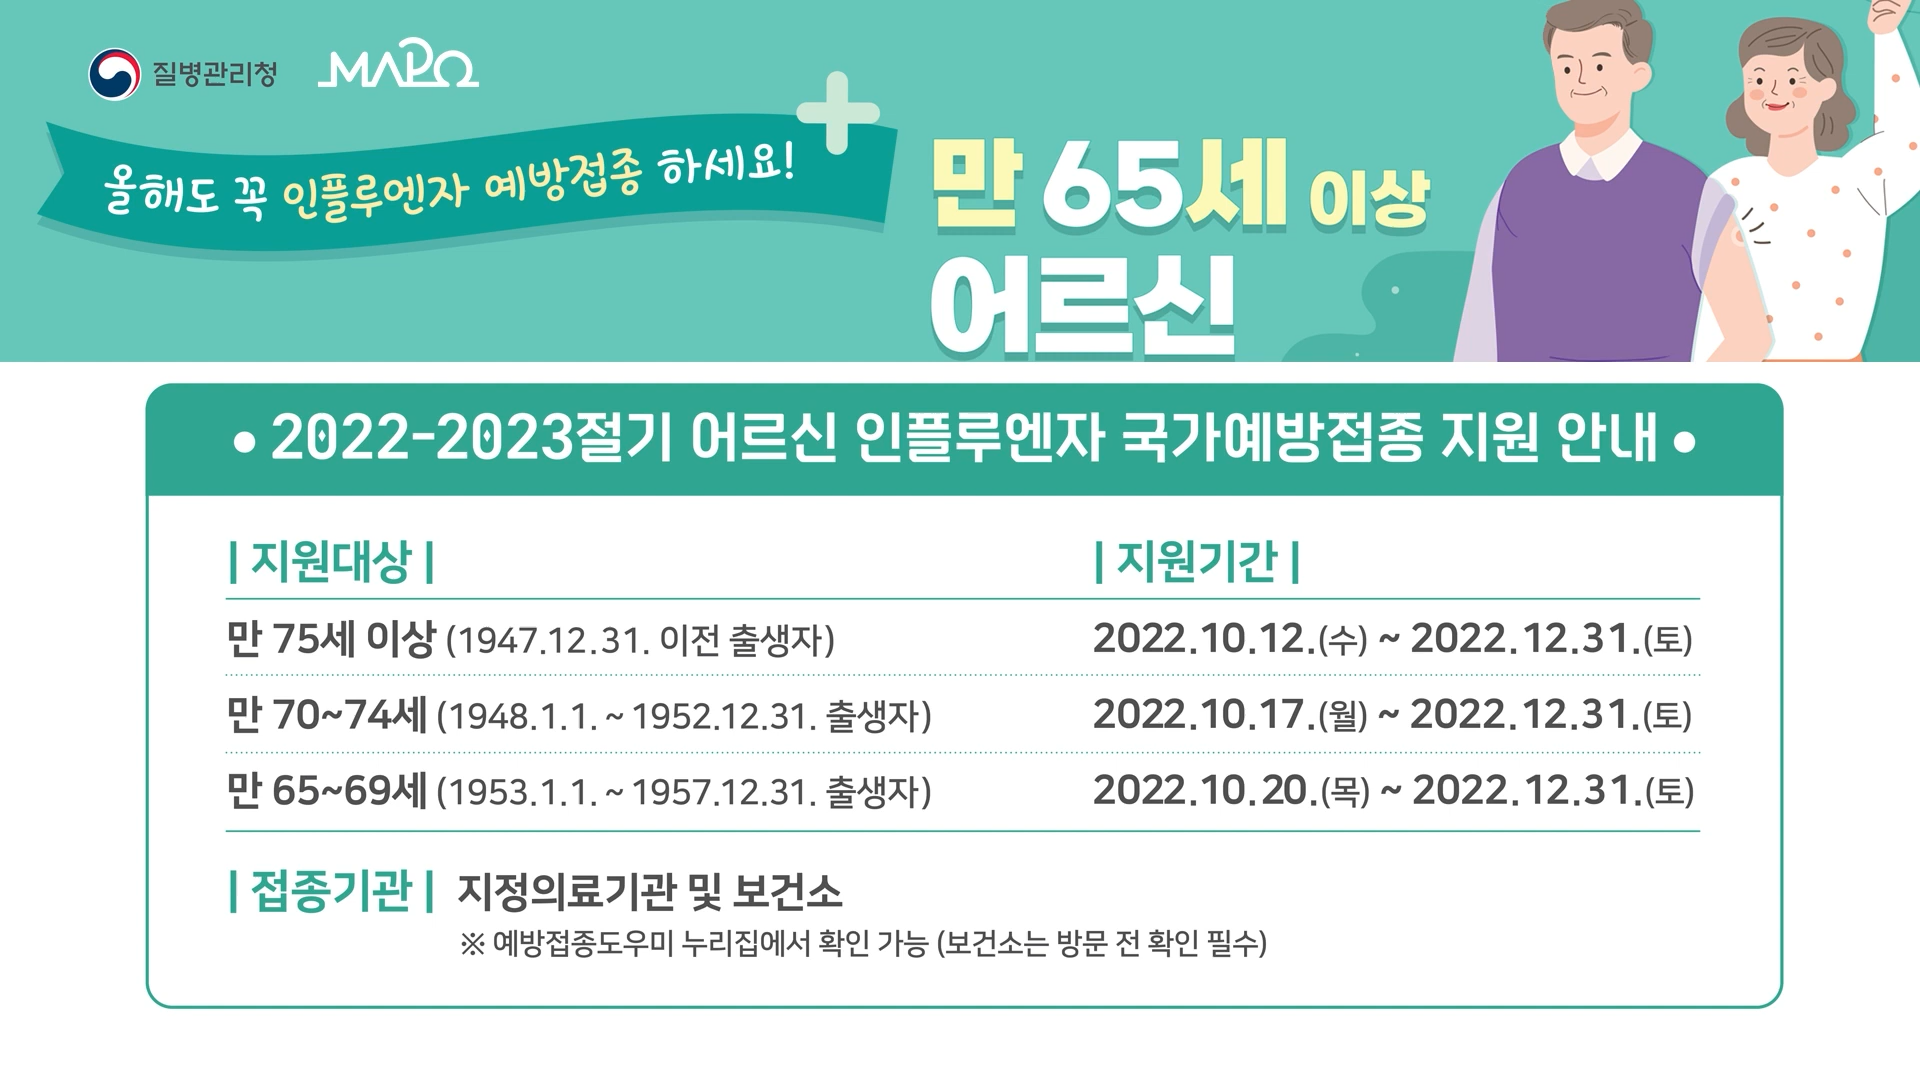 질병관리청 MAPO
올해도 꼭 인플루엔자 예방접종 하세요!
만 65세 이상
어르신
• 2022-2023절기 어르신 인플루엔자 국가예방접종 지원 안내 •
| 지원대상 | | 지원기간 |
만 75세 이상 (1947.12.31. 이전 출생자) 2022.10.12.(수) ~ 2022.12.31.(토)
만 70~74세 (1948.1.1. ~ 1952.12.31. 출생자) 2022.10.17.(월) ~ 2022.12.31.(토)
만 65~69세 (1953.1.1. ~ 1957.12.31. 출생자) 2022.10.20.(목) ~ 2022.12.31.(토)
| 접종기관 | 지정의료기관 및 보건소
※ 예방접종도우미 누리집에서 확인 가능 (보건소는 방문 전 확인 필수)